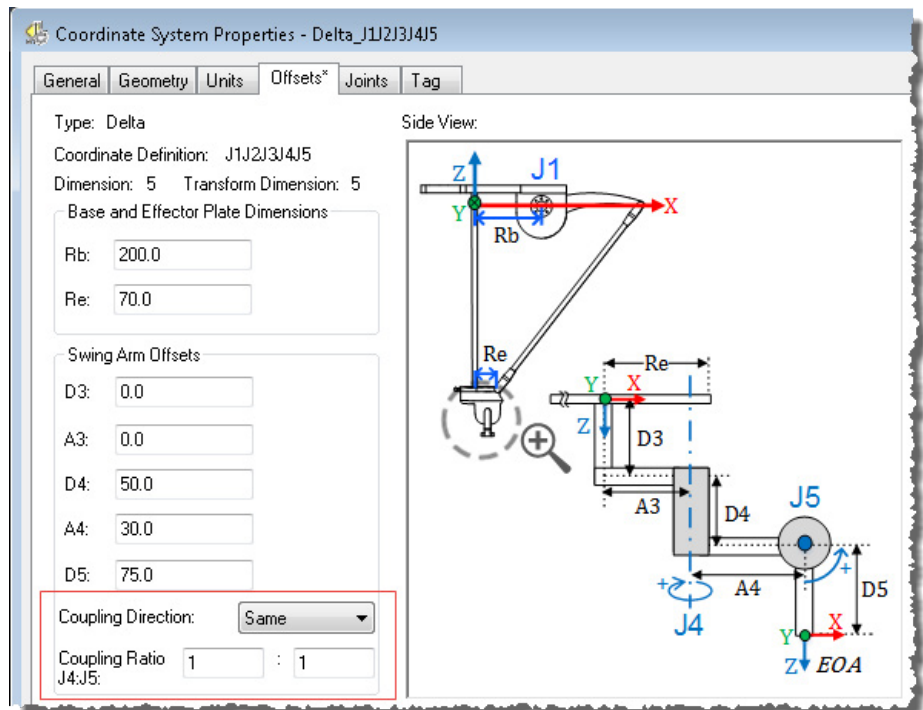 Coordinate System Properties - Delta_J1J2J3J4J5
General Geometry Units Offsets* Joints Tag
Type: Delta
Coordinate Definition: J1J2J3J4J5
Dimension: 5 Transform Dimension: 5
Base and Effector Plate Dimensions
Rb: 200.0
Re: 70.0
Swing Arm Offsets
D3: 0.0
A3: 0.0
D4: 50.0
A4: 30.0
D5: 75.0
Coupling Direction: Same
Coupling Ratio 1 : 1
J4:J5:
Side View:
Z J1
Y X
Rb
Re
Re
Y X
Z D3
A3 D4 J5
+ A4 + D5
J4
Y X
Z EOA